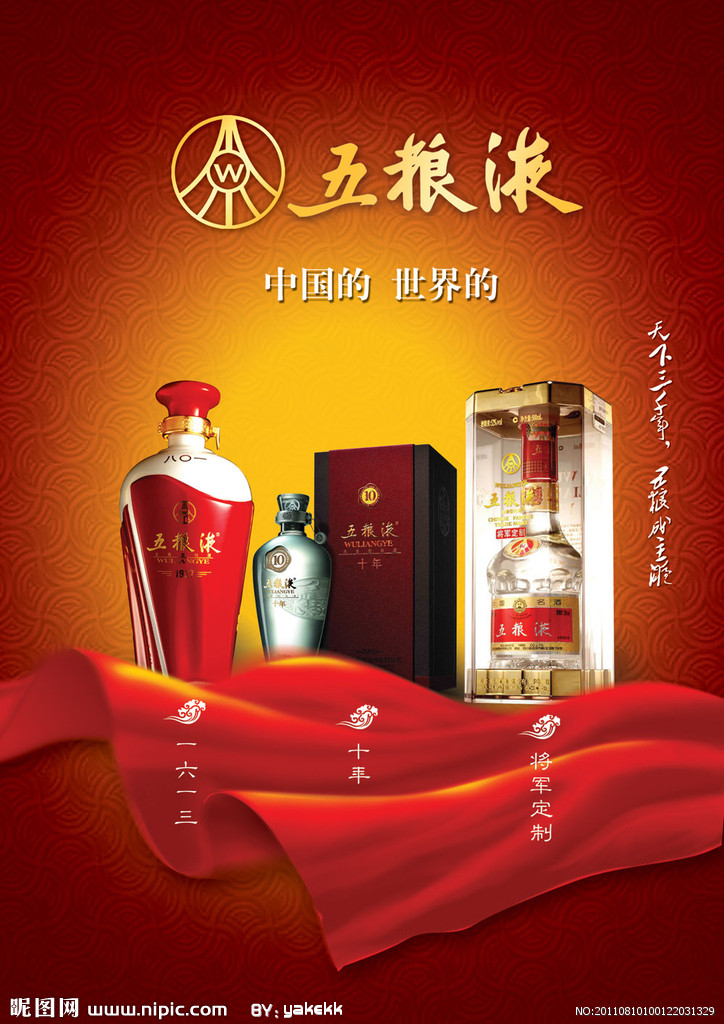 W 五粮液
中国的 世界的
天下三千年，五粮成玉液
八〇一
五粮液
WULIANGYE
10
五粮液
十年
10
五粮液
WULIANGYE
十年
五粮液
将军定制
五粮液
一六一三
十年
将军定制
昵图网 www.nipic.com BY: yakekk
NO:20110810100122031329